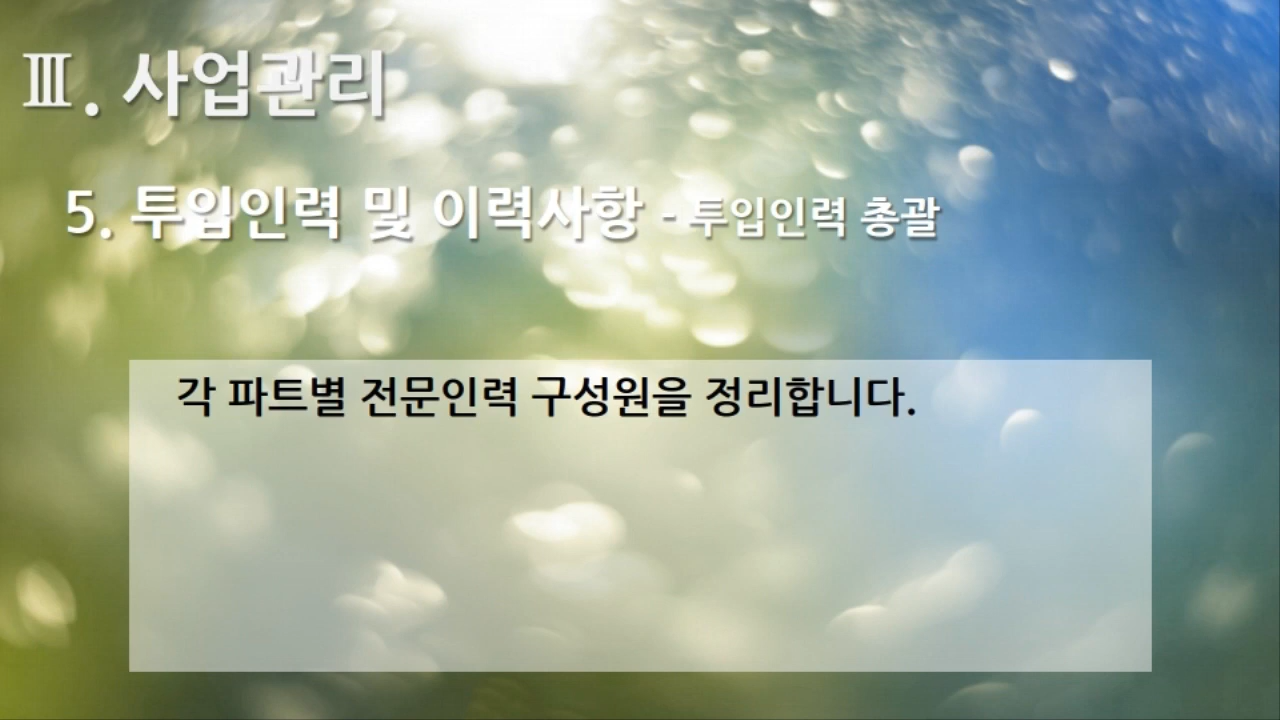 Ⅲ. 사업관리
5. 투입인력 및 이력사항 - 투입인력 총괄
각 파트별 전문인력 구성원을 정리합니다.